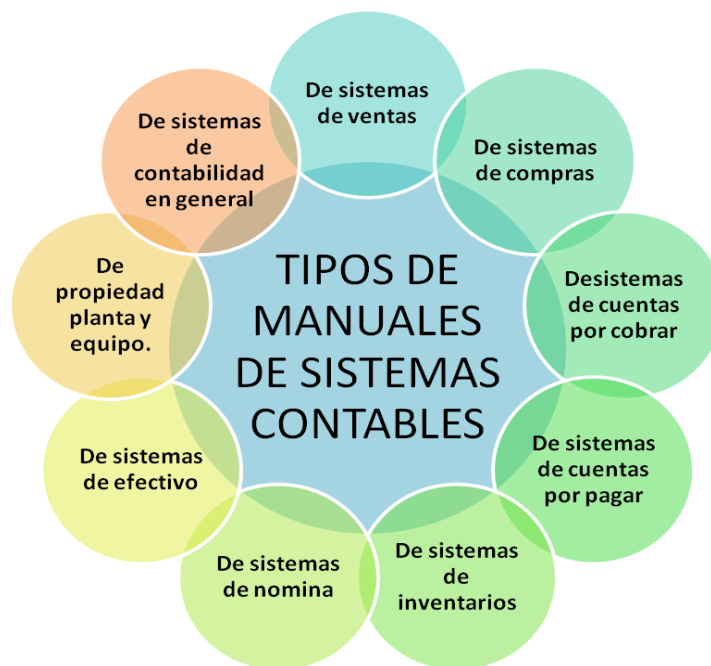 TIPOS DE
MANUALES
DE SISTEMAS
CONTABLES
De sistemas
de ventas
De sistemas
de compras
Desistemas
de cuentas
por cobrar
De sistemas
de cuentas
por pagar
De sistemas
de
inventarios
De sistemas
de nomina
De sistemas
de efectivo
De
propiedad
planta y
equipo.
De sistemas
de
contabilidad
en general